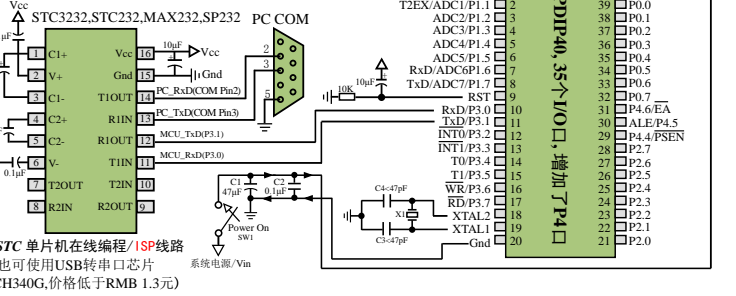 Vcc
STC3232,STC232,MAX232,SP232
PC COM
μF
1 C1+
2 V+
3 C1-
4 C2+
5 C2-
6 V-
7 T2OUT
8 R2IN
Vcc 16
Gnd 15
T1OUT 14
R1IN 13
R1OUT 12
T1IN 11
T2IN 10
R2OUT 9
0.1μF
10μF
Vcc
Gnd
PC_RxD(COM Pin2)
PC_TxD(COM Pin3)
MCU_TxD(P3.1)
MCU_RxD(P3.0)
2
3
5
C1
47μF
C2
0.1μF
Power On
SW1
系统电源/Vin
10K
10μF
C4<47pF
X1
C3<47pF
T2EX/ADC1/P1.1 2
ADC2/P1.2 3
ADC3/P1.3 4
ADC4/P1.4 5
ADC5/P1.5 6
RxD/ADC6P1.6 7
TxD/ADC7/P1.7 8
RST 9
RxD/P3.0 10
TxD/P3.1 11
INT0/P3.2 12
INT1/P3.3 13
T0/P3.4 14
T1/P3.5 15
WR/P3.6 16
RD/P3.7 17
XTAL2 18
XTAL1 19
Gnd 20
PDIP40, 35个I/O口, 增加了P4口
39 P0.0
38 P0.1
37 P0.2
36 P0.3
35 P0.4
34 P0.5
33 P0.6
32 P0.7
31 P4.6/EA
30 ALE/P4.5
29 P4.4/PSEN
28 P2.7
27 P2.6
26 P2.5
25 P2.4
24 P2.3
23 P2.2
22 P2.1
21 P2.0
STC 单片机在线编程/ISP线路
也可使用USB转串口芯片
CH340G,价格低于RMB 1.3元)